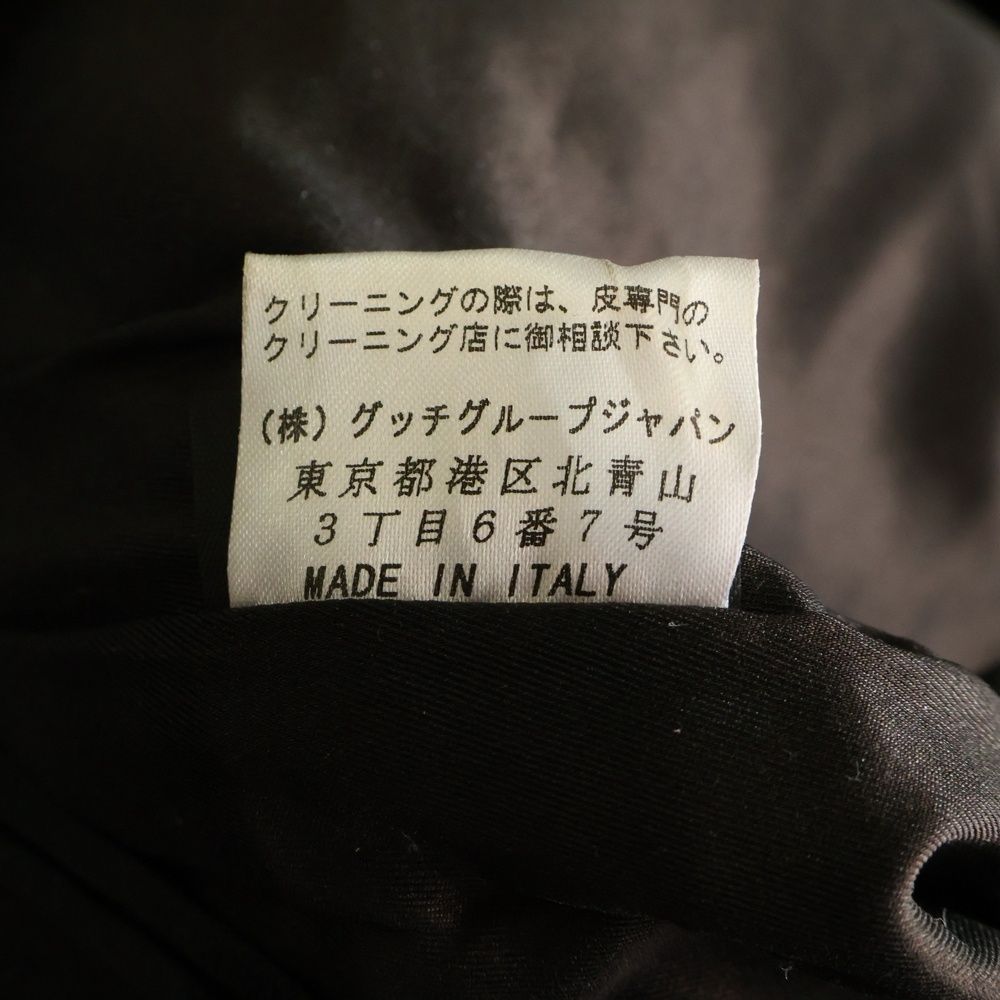 クリーニングの際は、皮専門の
クリーニング店に御相談下さい。
(株)グッチグループジャパン
東京都港区北青山
3丁目6番7号
MADE IN ITALY